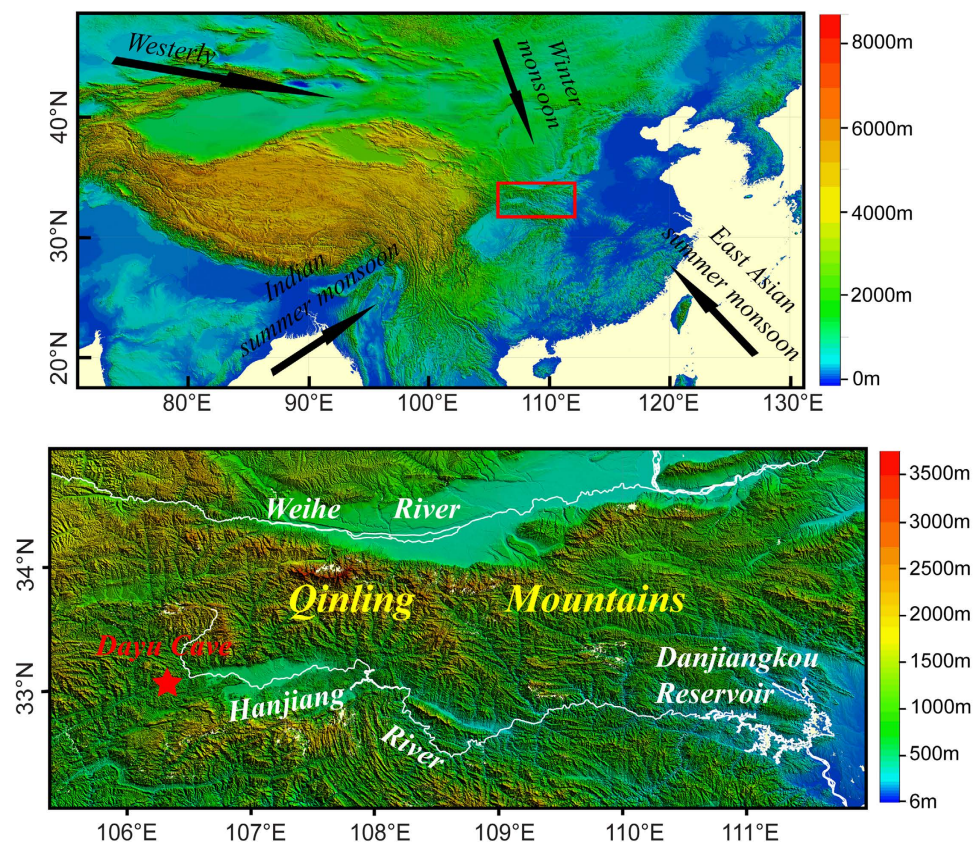 Westerly
Winter
monsoon
Indian
summer monsoon
East Asian
summer monsoon
40°N
30°N
20°N
80°E
90°E
100°E
110°E
120°E
130°E
8000m
6000m
4000m
2000m
0m
Weihe River
Qinling Mountains
Dayu Cave
Hanjiang
River
Danjiangkou
Reservoir
34°N
33°N
106°E
107°E
108°E
109°E
110°E
111°E
3500m
3000m
2500m
2000m
1500m
1000m
500m
6m